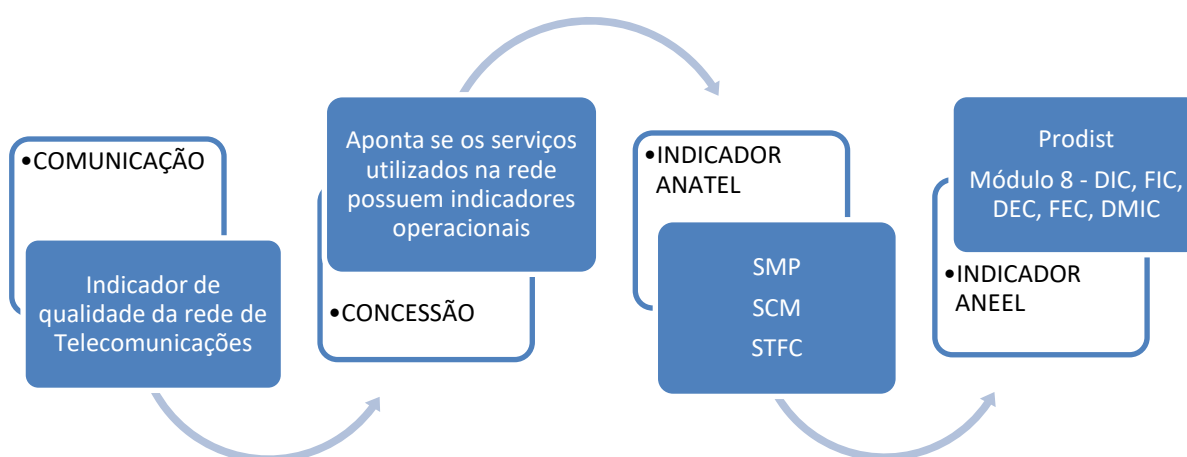 •COMUNICAÇÃO
Indicador de
qualidade da rede de
Telecomunicações
Aponta se os serviços
utilizados na rede
possuem indicadores
operacionais
•CONCESSÃO
•INDICADOR
ANATEL
SMP
SCM
STFC
Prodist
Módulo 8 - DIC, FIC,
DEC, FEC, DMIC
•INDICADOR
ANEEL